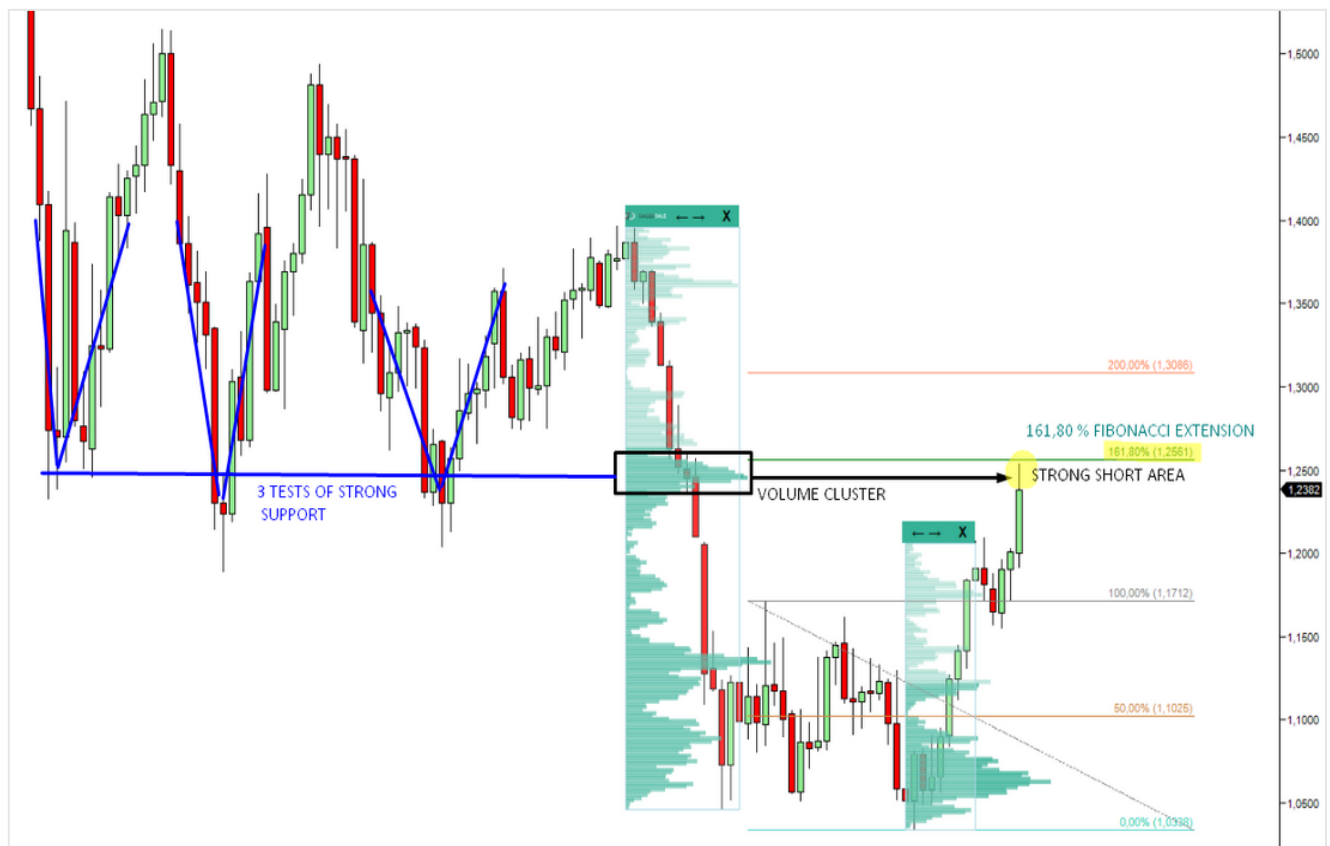 1,5000
1,4500
1,4000
← → X
1,3500
200,00% (1,3086)
1,3000
161,80 % FIBONACCI EXTENSION
161,80% (1,2561)
STRONG SHORT AREA
1,2500
3 TESTS OF STRONG
SUPPORT
VOLUME CLUSTER
1,2382
← → X
1,2000
100,00% (1,1712)
1,1500
50,00% (1,1025)
1,1000
1,0500
0,00% (1,0338)